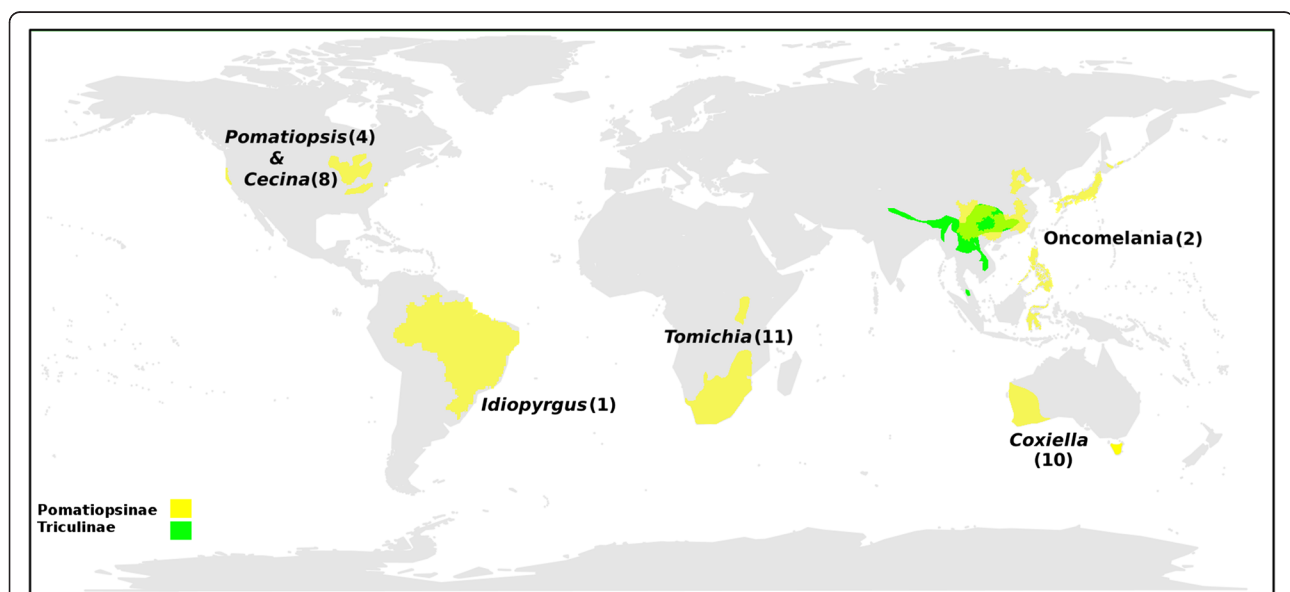 Pomatiopsis(4)
&
Cecina(8)
Oncomelania(2)
Tomichia(11)
Idiopyrgus(1)
Coxiella
(10)
Pomatiopsinae
Triculinae